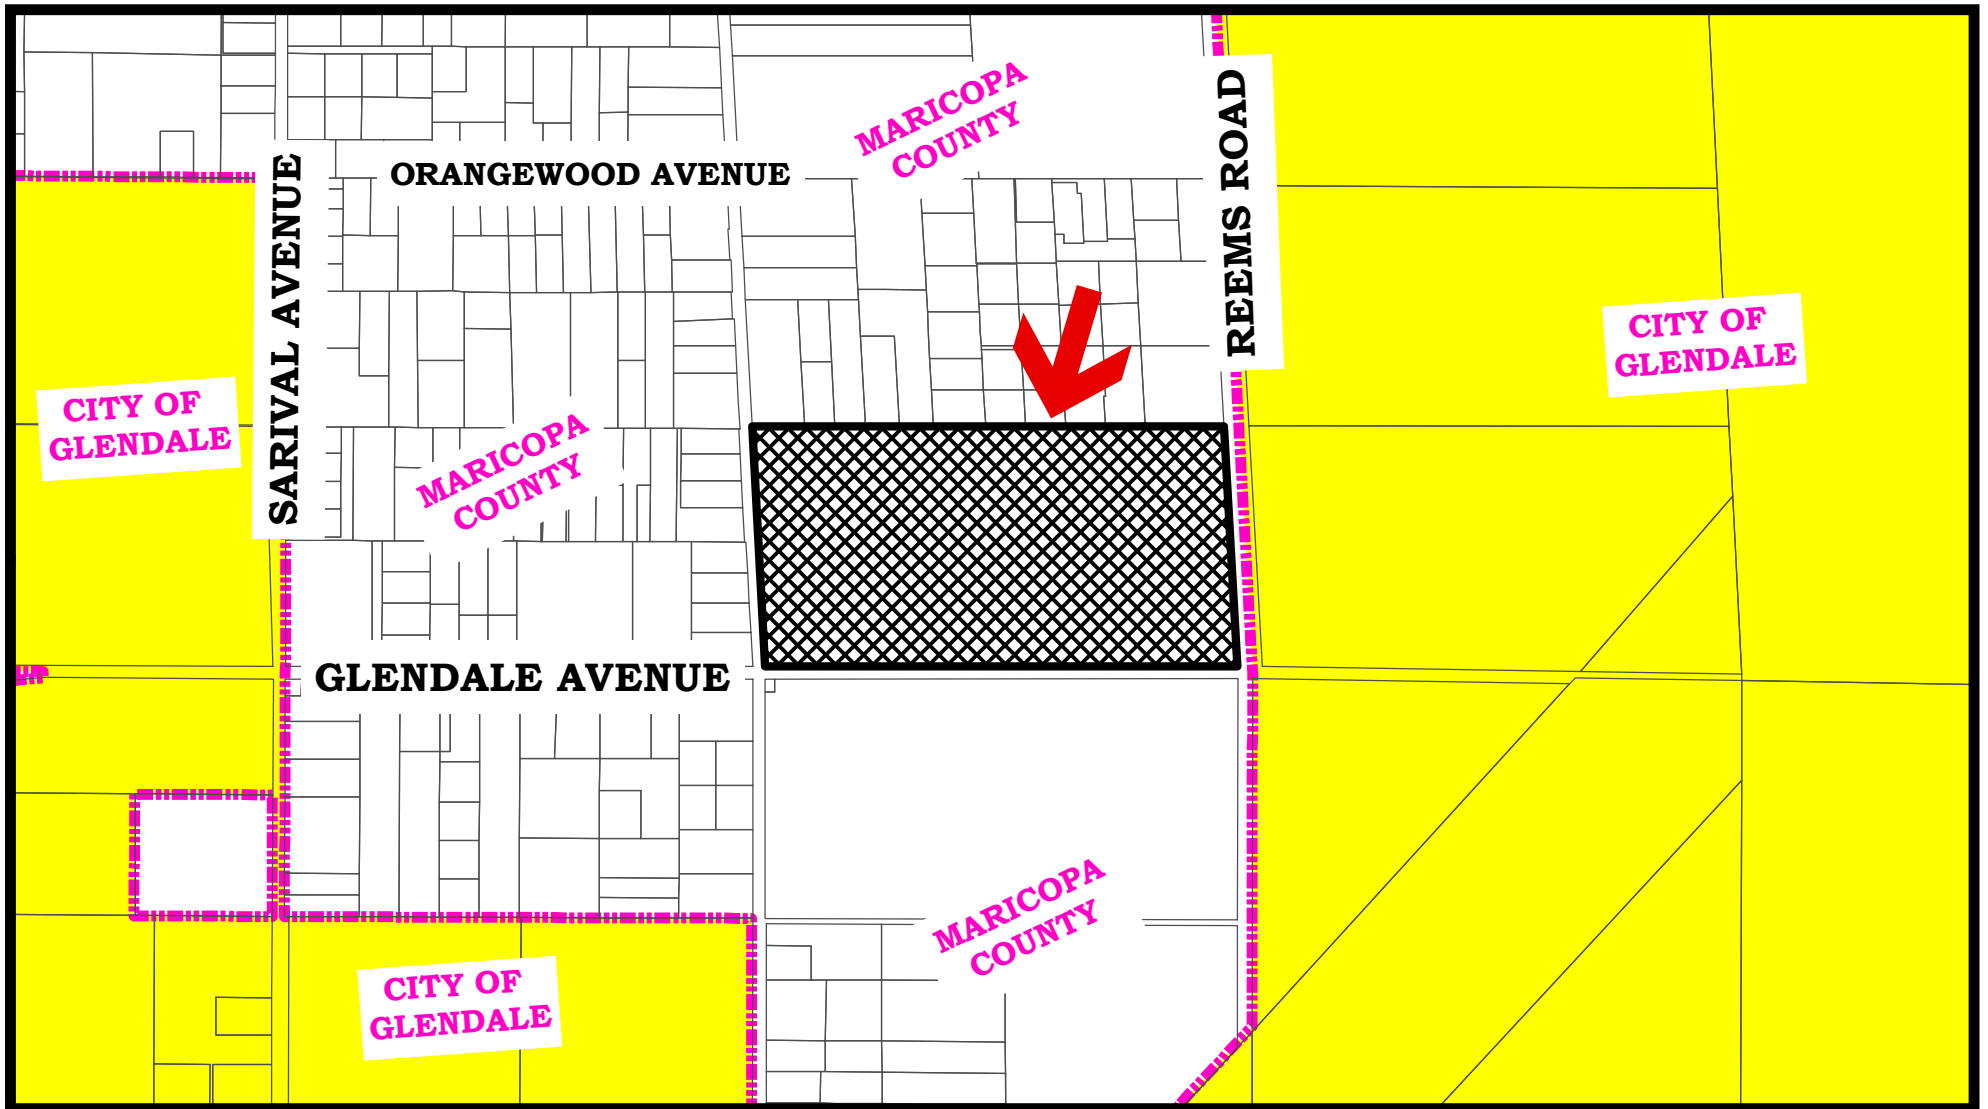 MARICOPA
COUNTY
REEMS ROAD
ORANGEWOOD AVENUE
SARIVAL AVENUE
CITY OF
GLENDALE
CITY OF
GLENDALE
MARICOPA
COUNTY
GLENDALE AVENUE
MARICOPA
COUNTY
CITY OF
GLENDALE